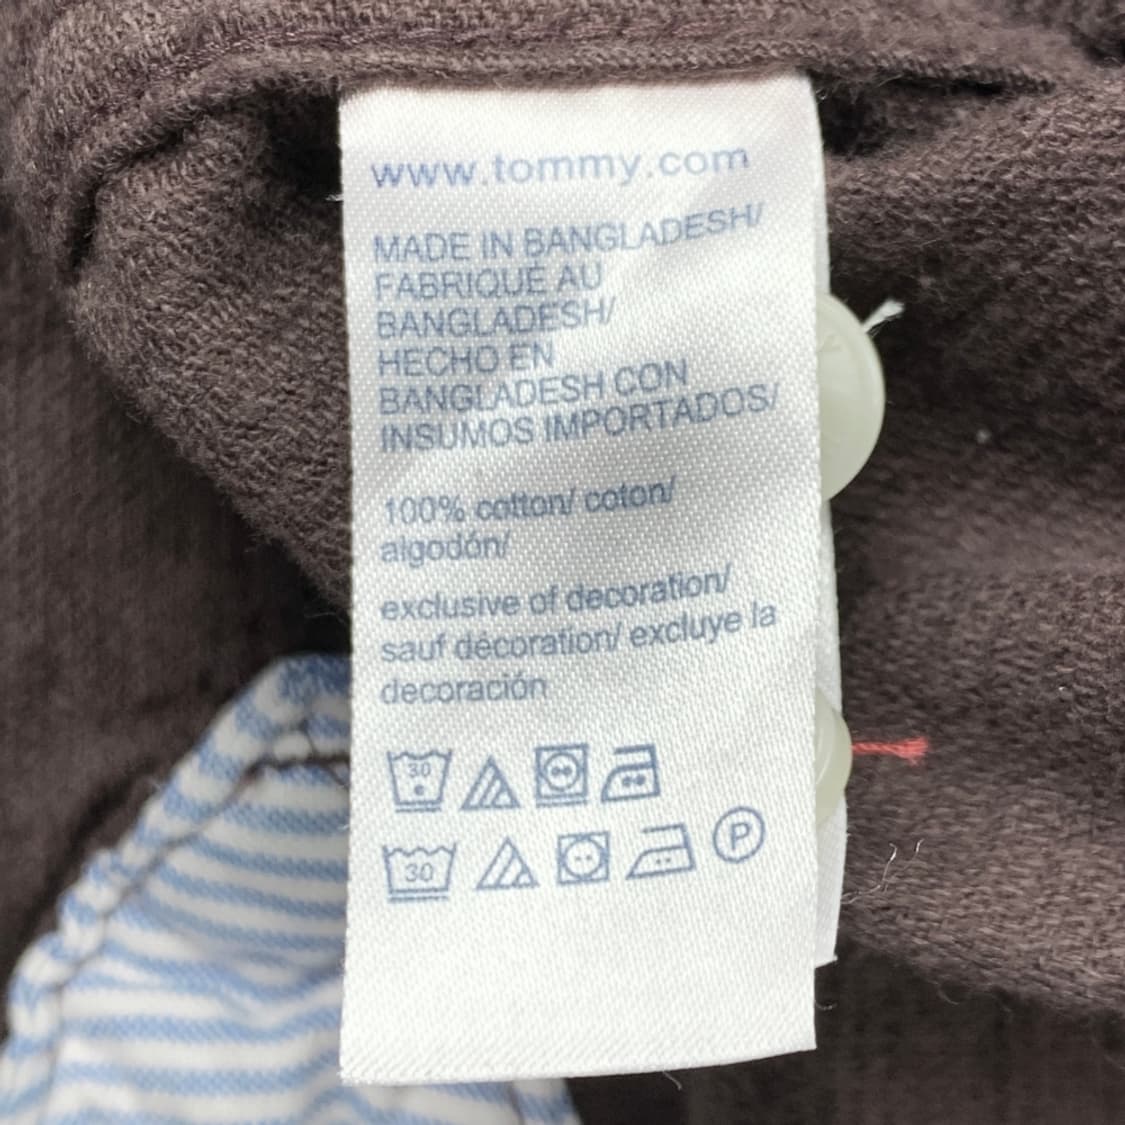 www.tommy.com
MADE IN BANGLADESH/
FABRIQUÉ AU
BANGLADESH/
HECHO EN
BANGLADESH CON
INSUMOS IMPORTADOS/
100% cotton/ coton/
algodón/
exclusive of decoration/
sauf décoration/ excluye la
decoración
30
30 P